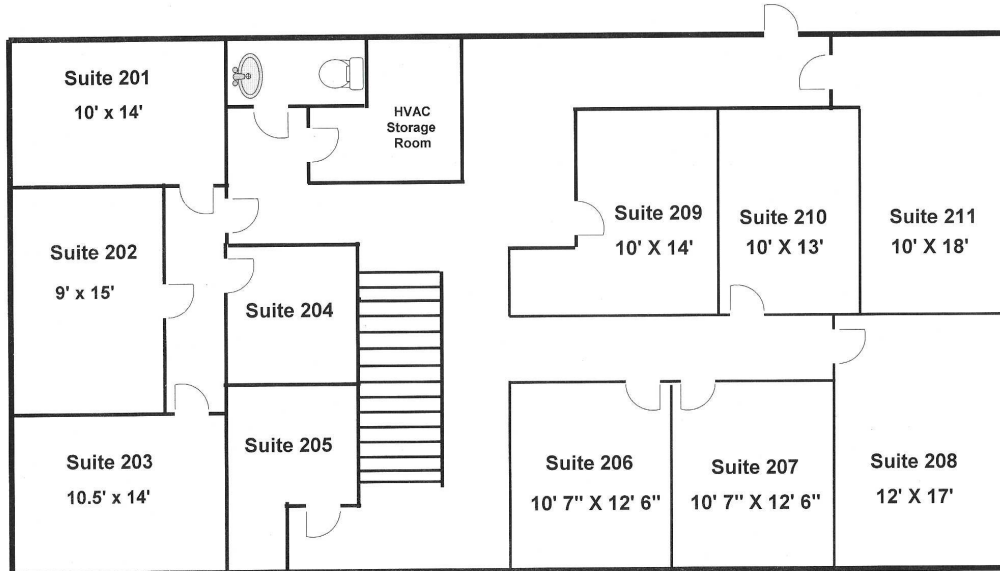 Suite 201
10' x 14'
HVAC
Storage
Room
Suite 202
9' x 15'
Suite 209
10' X 14'
Suite 210
10' X 13'
Suite 211
10' X 18'
Suite 204
Suite 205
Suite 203
10.5' x 14'
Suite 206
10' 7" X 12' 6"
Suite 207
10' 7" X 12' 6"
Suite 208
12' X 17'